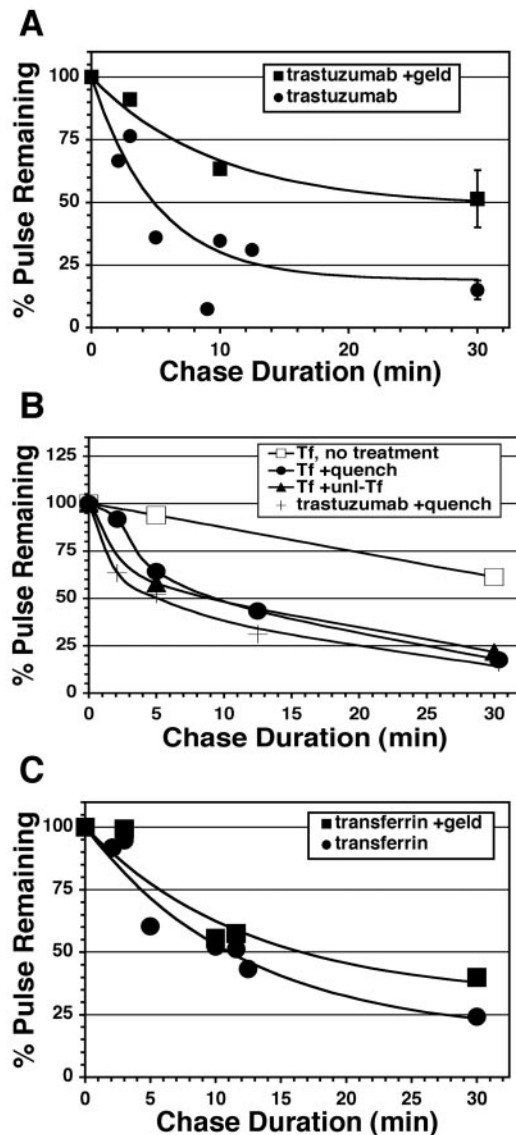 A
100
75
50
25
0
% Pulse Remaining
trastuzumab +geld
trastuzumab
0
10
20
30
Chase Duration (min)
B
125
100
75
50
25
0
% Pulse Remaining
Tf, no treatment
Tf +quench
Tf +unl-Tf
trastuzumab +quench
0 5 10 15 20 25 30
Chase Duration (min)
C
100
75
50
25
0
% Pulse Remaining
transferrin +geld
transferrin
0 5 10 15 20 25 30
Chase Duration (min)